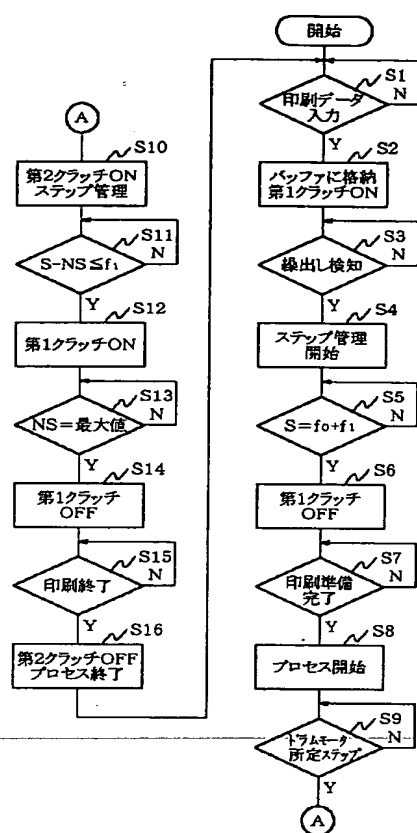 開始
S1
印刷データ
入力
N
Y
S2
バッファに格納
第1クラッチON
S3
繰出し検知
N
Y
S4
ステップ管理
開始
S5
S=f₀+f₁
N
Y
S6
第1クラッチ
OFF
S7
印刷準備
完了
N
Y
S8
プロセス開始
S9
ドラムモータ
所定ステップ
N
Y
A
A
S10
第2クラッチON
ステップ管理
S11
S-NS≦f₁
N
Y
S12
第1クラッチON
S13
NS=最大値
N
Y
S14
第1クラッチ
OFF
S15
印刷終了
N
Y
S16
第2クラッチOFF
プロセス終了